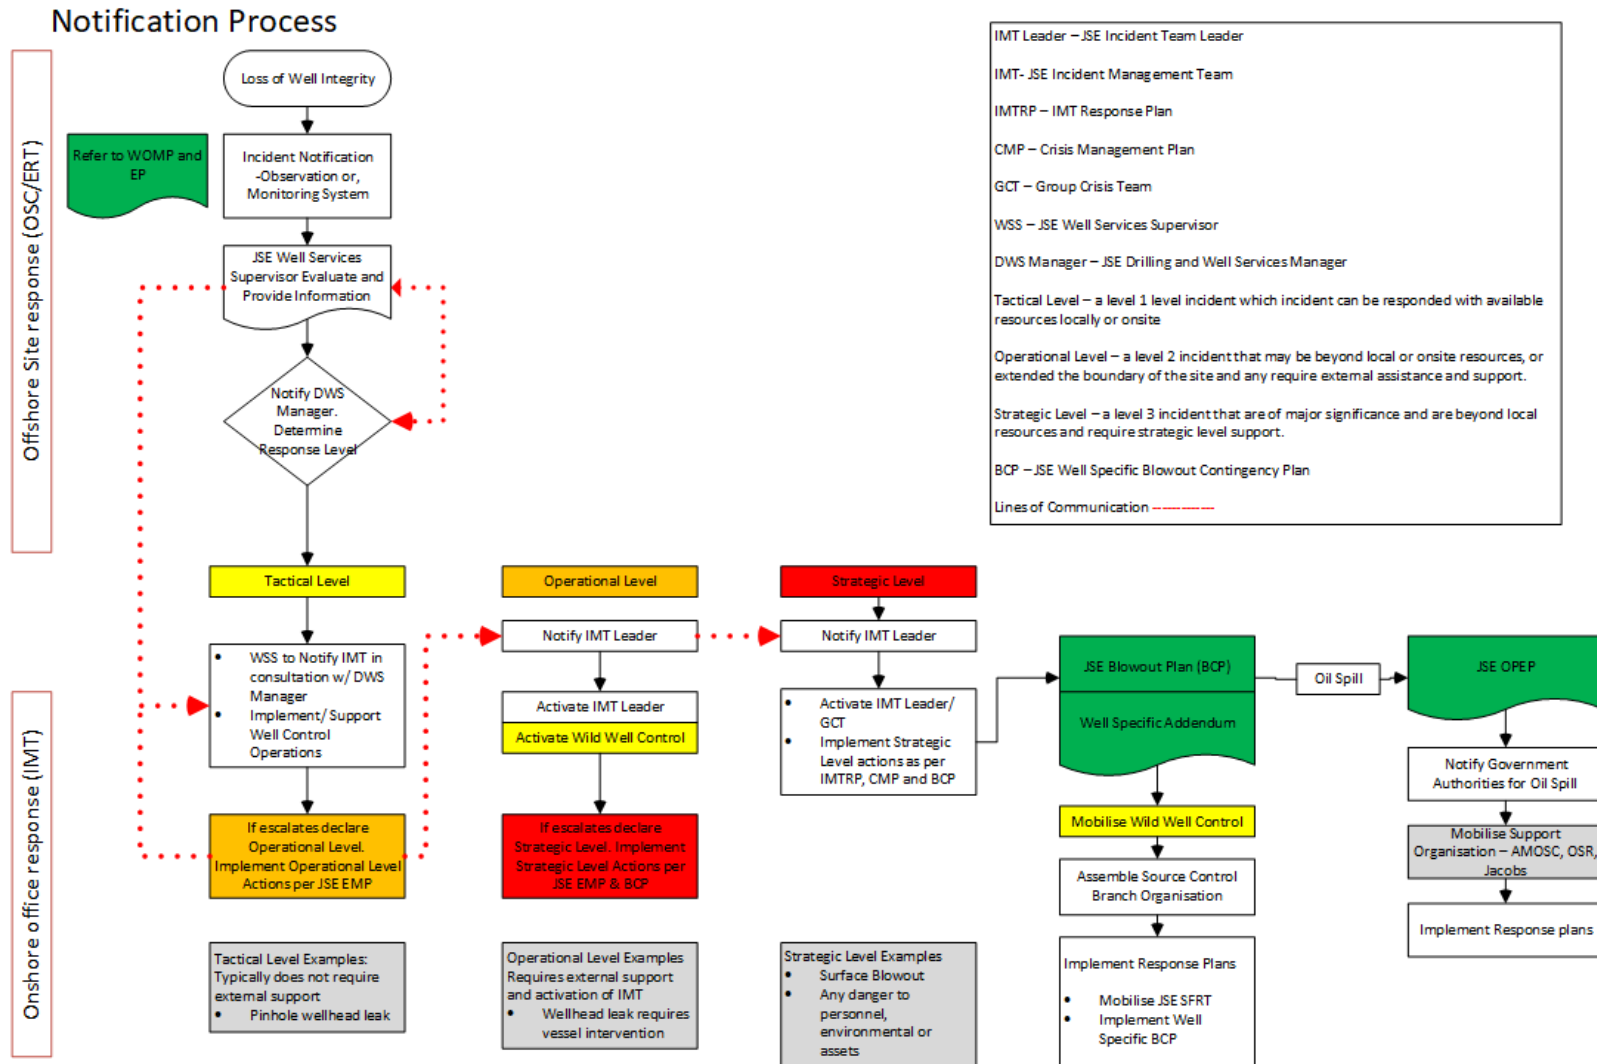 Notification Process
Offshore Site response (OSC/ERT)
Onshore office response (IMT)
Loss of Well Integrity
Refer to WOMP and
EP
Incident Notification
-Observation or,
Monitoring System
JSE Well Services
Supervisor Evaluate and
Provide Information
Notify DWS
Manager.
Determine
Response Level
IMT Leader – JSE Incident Team Leader
IMT- JSE Incident Management Team
IMTRP – IMT Response Plan
CMP – Crisis Management Plan
GCT – Group Crisis Team
WSS – JSE Well Services Supervisor
DWS Manager – JSE Drilling and Well Services Manager
Tactical Level – a level 1 level incident which incident can be responded with available
resources locally or onsite
Operational Level – a level 2 incident that may be beyond local or onsite resources, or
extended the boundary of the site and any require external assistance and support.
Strategic Level – a level 3 incident that are of major significance and are beyond local
resources and require strategic level support.
BCP – JSE Well Specific Blowout Contingency Plan
Lines of Communication -------------
Tactical Level
• WSS to Notify IMT in
consultation w/ DWS
Manager
• Implement/ Support
Well Control
Operations
If escalates declare
Operational Level.
Implement Operational Level
Actions per JSE EMP
Tactical Level Examples:
Typically does not require
external support
• Pinhole wellhead leak
Operational Level
Notify IMT Leader
Activate IMT Leader
Activate Wild Well Control
If escalates declare
Strategic Level. Implement
Strategic Level Actions per
JSE EMP & BCP
Operational Level Examples
Requires external support
and activation of IMT
• Wellhead leak requires
vessel intervention
Strategic Level
Notify IMT Leader
• Activate IMT Leader/
GCT
• Implement Strategic
Level actions as per
IMTRP, CMP and BCP
Strategic Level Examples
• Surface Blowout
• Any danger to
personnel,
environmental or
assets
JSE Blowout Plan (BCP)
Well Specific Addendum
Mobilise Wild Well Control
Assemble Source Control
Branch Organisation
Implement Response Plans
• Mobilise JSE SFRT
• Implement Well
Specific BCP
Oil Spill
JSE OPEP
Notify Government
Authorities for Oil Spill
Mobilise Support
Organisation – AMOSC, OSR,
Jacobs
Implement Response plans